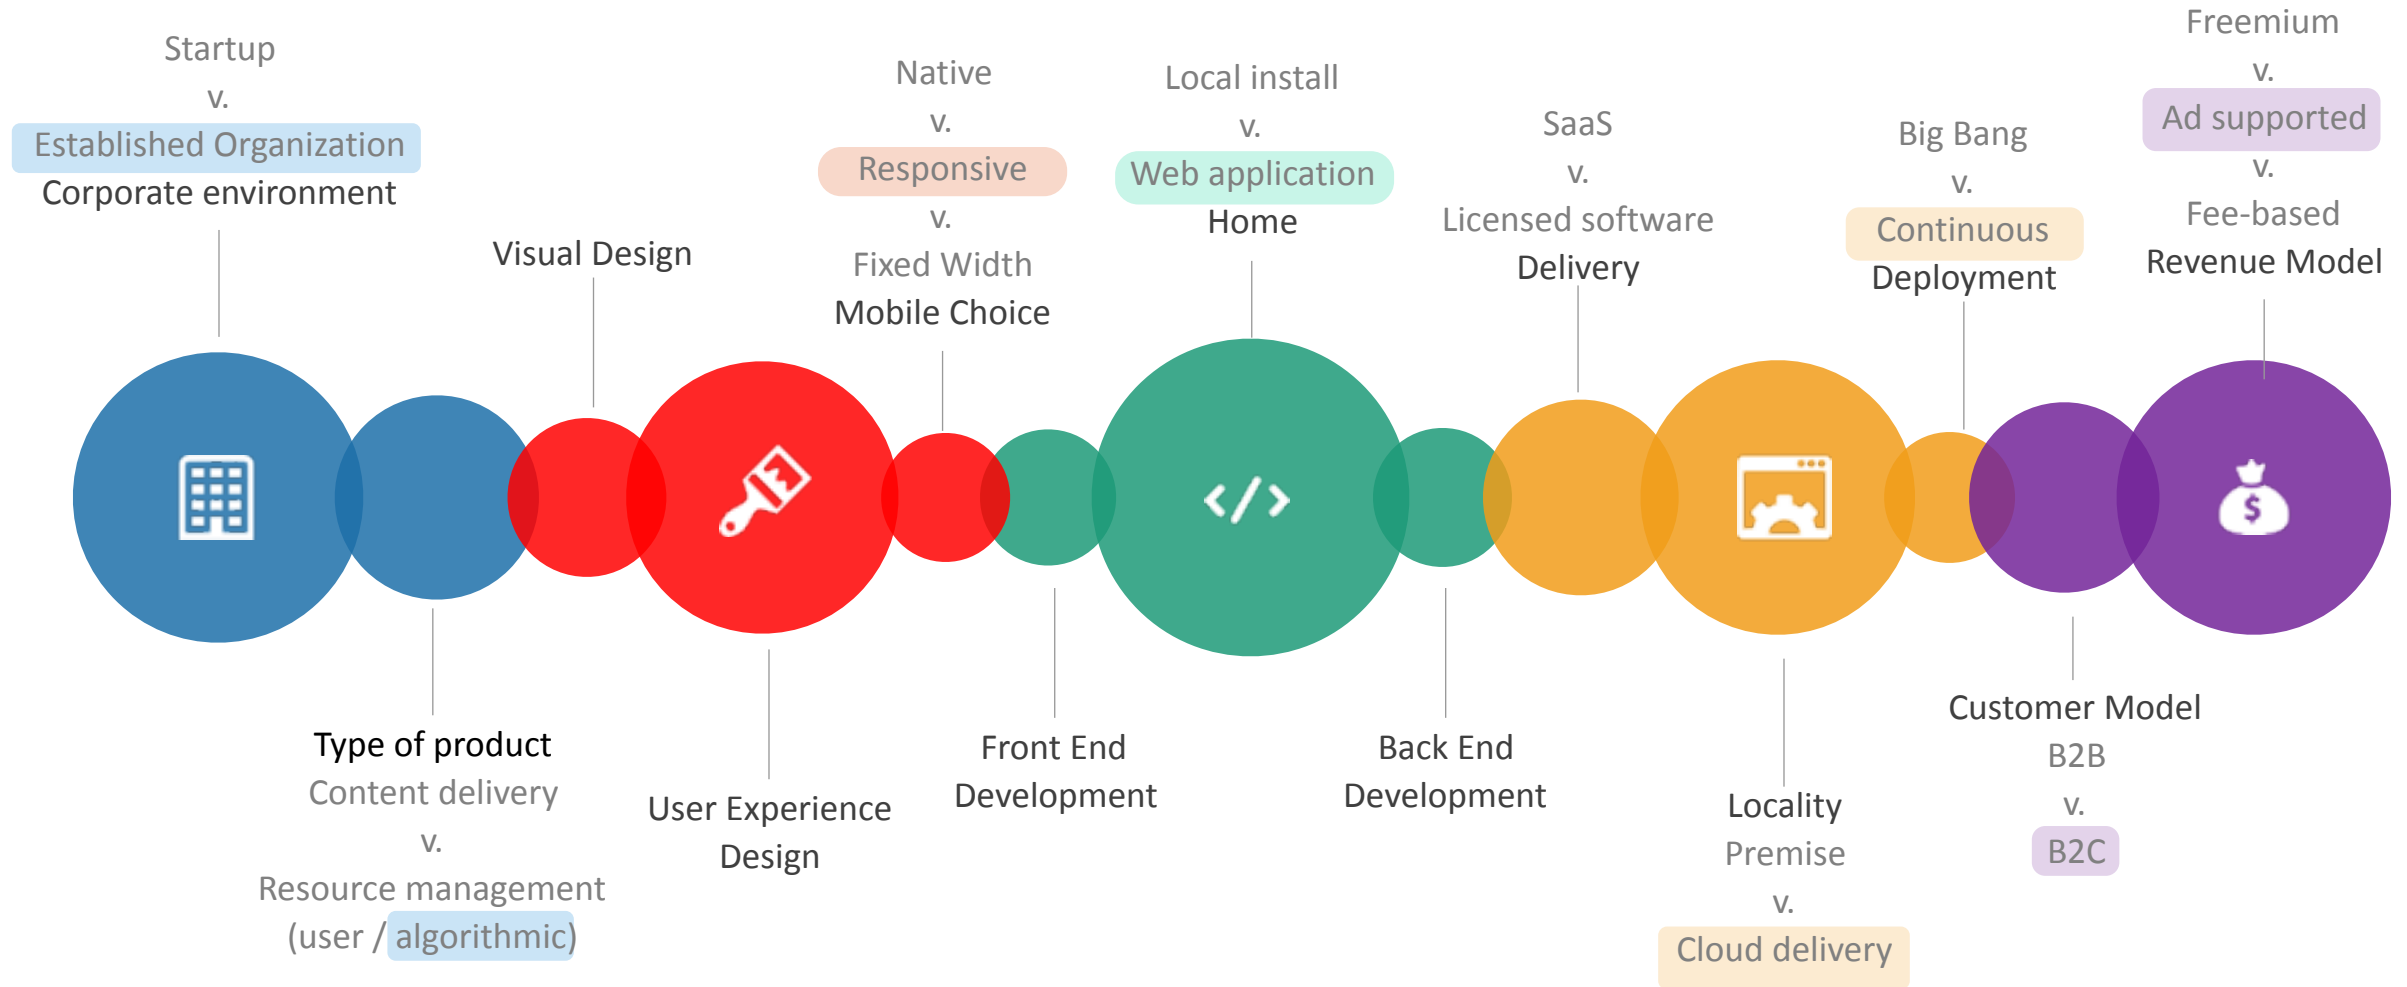 Startup
v.
Established Organization
Corporate environment
Visual Design
Native
v.
Responsive
v.
Fixed Width
Mobile Choice
Local install
v.
Web application
Home
SaaS
v.
Licensed software
Delivery
Big Bang
v.
Continuous
Deployment
Freemium
v.
Ad supported
v.
Fee-based
Revenue Model
</>
$
Type of product
Content delivery
v.
Resource management
(user / algorithmic)
User Experience
Design
Front End
Development
Back End
Development
Locality
Premise
v.
Cloud delivery
Customer Model
B2B
v.
B2C